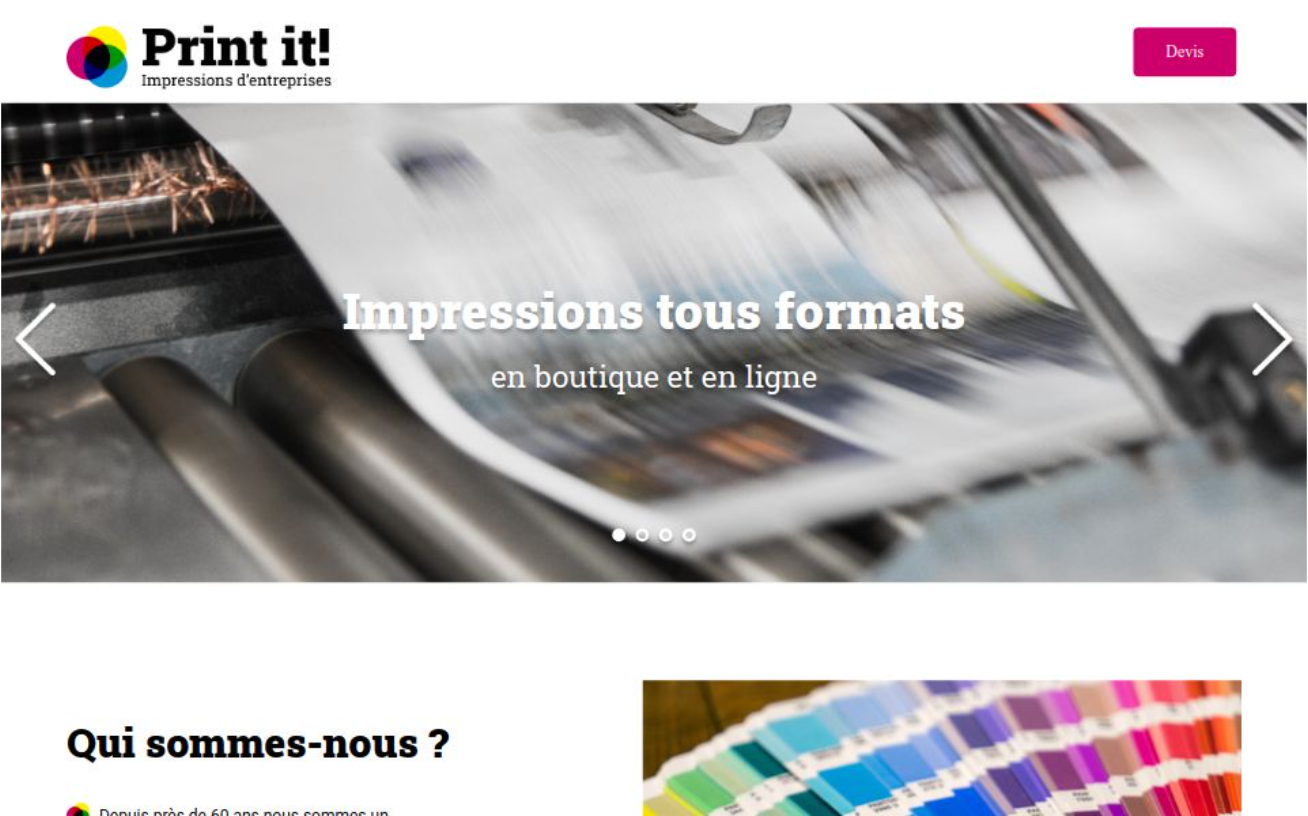 Print it!
Impressions d'entreprises
Devis
Impressions tous formats
en boutique et en ligne
Qui sommes-nous ?
Depuis près de 60 ans nous sommes un